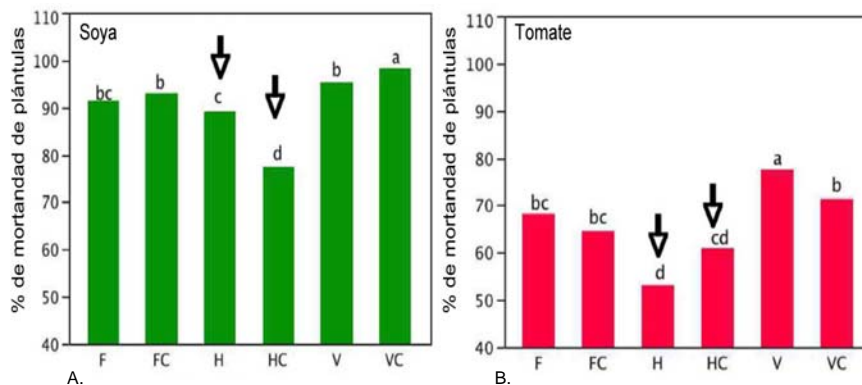 Soya
% de mortandad de plántulas
110
100
90
80
70
60
50
40
bc
b
c
d
b
a
F FC H HC V VC
A.
Tomate
% de mortandad de plántulas
110
100
90
80
70
60
50
40
bc
bc
d
cd
a
b
F FC H HC V VC
B.